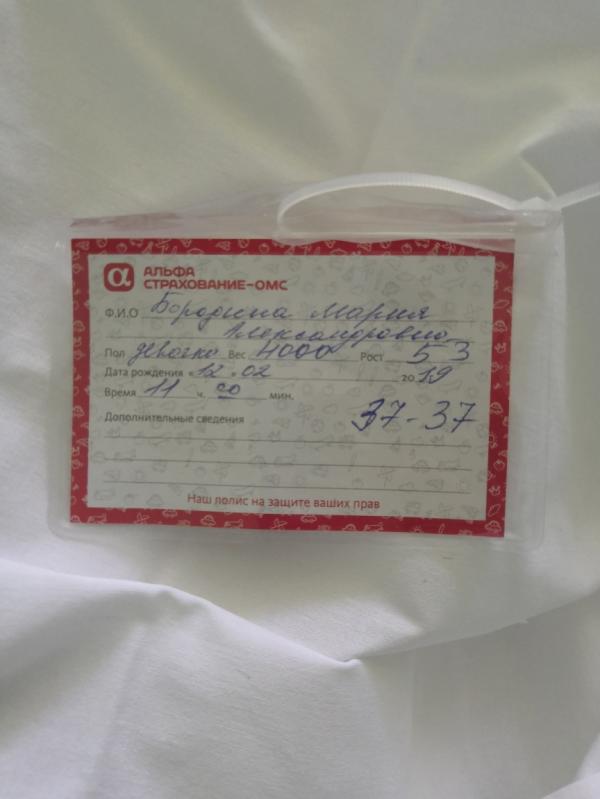 α АЛЬФА
СТРАХОВАНИЕ-ОМС
Ф.И.О Бородина Мария
Александровна
Пол девочка Вес 4000 Рост 53
Дата рождения « 12 . 02 20 19
Время 11 ч. 00 мин.
Дополнительные сведения 37-37
Наш полис на защите ваших прав